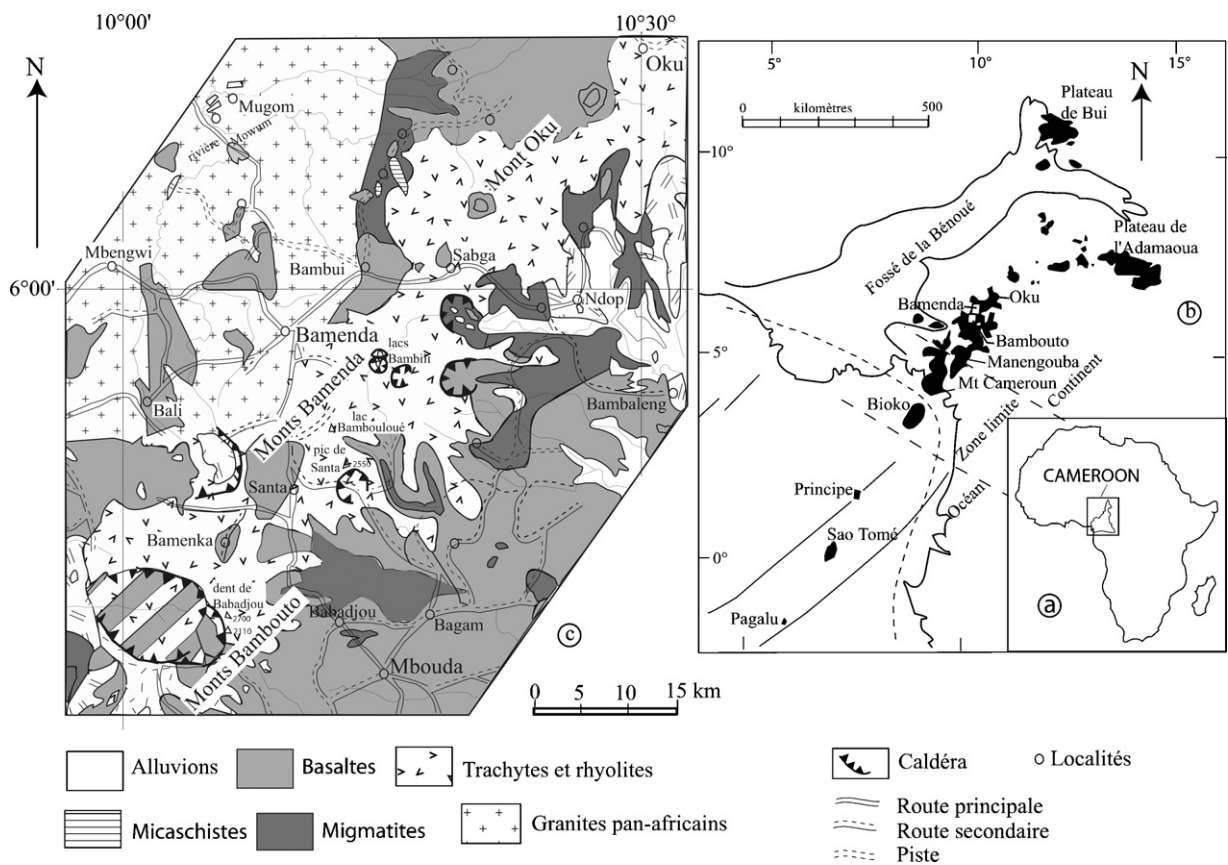 10°00'
10°30°
N
Oku
Mugom
rivière Mowum
Mont Oku
Mbengwi
Bambui
Sabga
6°00'
Ndop
Bamenda
lacs
Bambili
Monts Bamenda
Bambaleng
Bali
lac
Bambouloué
pic de
Santa
2550
Santa
Bamenka
dent de
Babadjou
2700
2110
Monts Bambouto
Babadjou
Bagam
Mbouda
c
0 5 10 15 km
5°
10°
15°
N
0 kilomètres 500
Plateau
de Bui
10°
Fossé de la Bénoué
Plateau de
l'Adamaoua
Bamenda
Oku
b
Bambouto
5°
Manengouba
Mt Cameroun
Bioko
Zone limite
Continent
Océan
Principe
Sao Tomé
0°
Pagalu
CAMEROON
a
Alluvions
Basaltes
Trachytes et rhyolites
Micaschistes
Migmatites
Granites pan-africains
Caldéra
Localités
Route principale
Route secondaire
Piste